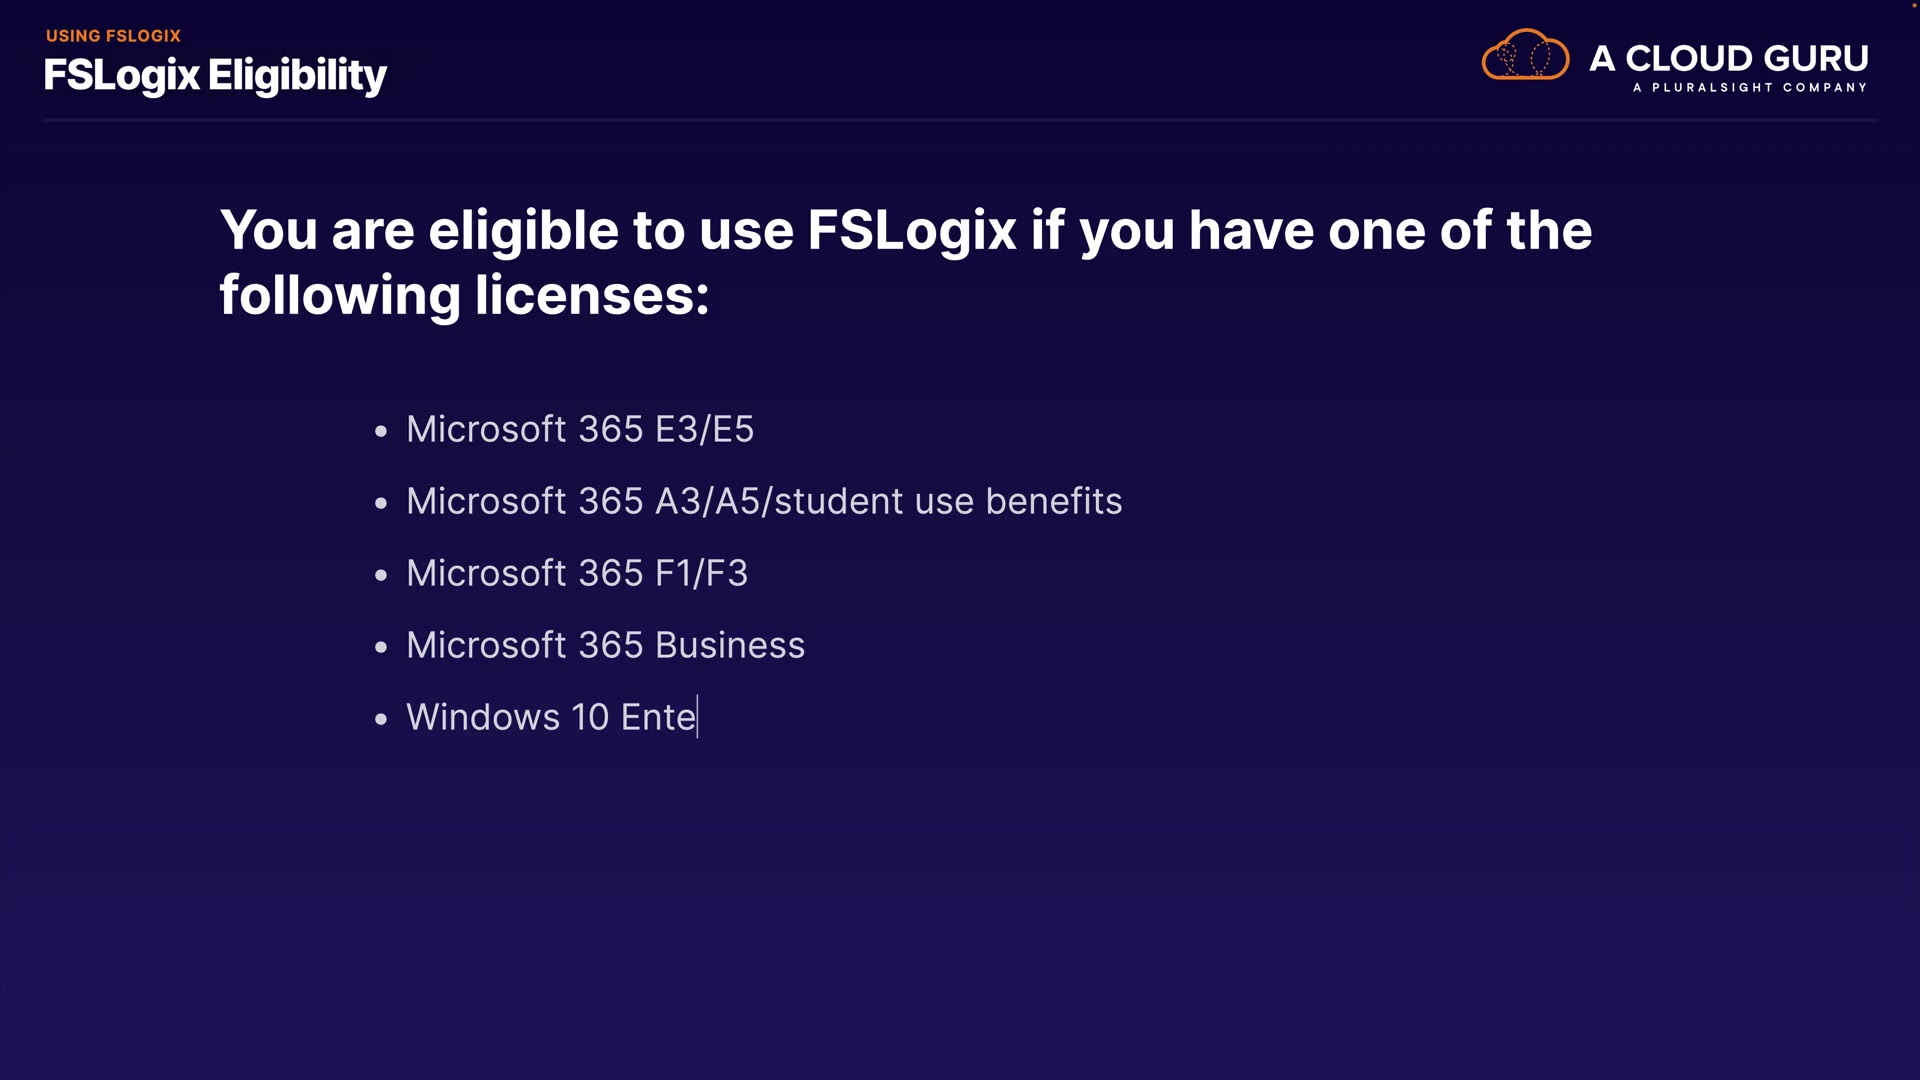 USING FSLOGIX
FSLogix Eligibility
A CLOUD GURU
A PLURALSIGHT COMPANY
You are eligible to use FSLogix if you have one of the
following licenses:
• Microsoft 365 E3/E5
• Microsoft 365 A3/A5/student use benefits
• Microsoft 365 F1/F3
• Microsoft 365 Business
• Windows 10 Ente